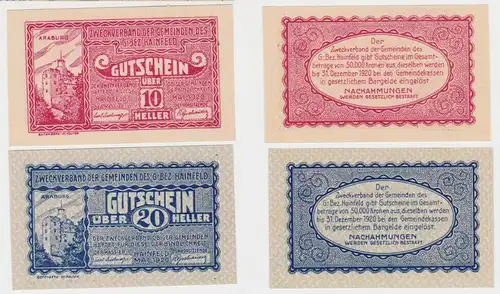 ZWECKVERBAND DER GEMEINDEN DES
G.BEZ.HAINFELD
ARABURG
GUTSCHEIN
ÜBER
10
HELLER
Der
Zweckverband der Gemeinden des
G.Bez.Hainfeld gibt Gutscheine im Gesamt-
betrage von 50.000 Kronen aus, dieselben werden
bis 31. Dezember 1920 bei den Gemeindekassen
in gesetzlichem Bargelde eingelöst
NACHAHMUNGEN
WERDEN GESETZLICH BESTRAFT
ZWECKVERBAND DER GEMEINDEN DES G.BEZ.HAINFELD
ARABURG
GUTSCHEIN
ÜBER 20 HELLER
HAINFELD
MAI 1920
Der
Zweckverband der Gemeinden des
G.Bez.Hainfeld gibt Gutscheine im Gesamt-
betrage von 50.000 Kronen aus, dieselben werden
bis 31. Dezember 1920 bei den Gemeindekassen
in gesetzlichem Bargelde eingelöst
NACHAHMUNGEN
WERDEN GESETZLICH BESTRAFT